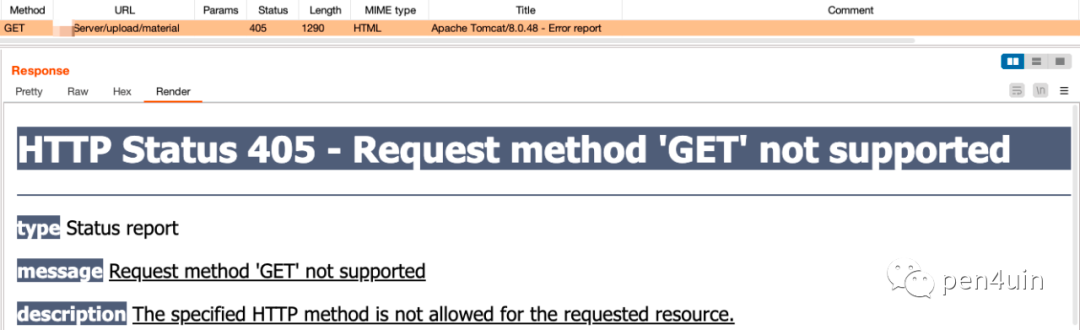 Method URL Params Status Length MIME type Title Comment
GET Server/upload/material 405 1290 HTML Apache Tomcat/8.0.48 - Error report
Response
Pretty Raw Hex Render \n
HTTP Status 405 - Request method 'GET' not supported
type Status report
message Request method 'GET' not supported
description The specified HTTP method is not allowed for the requested resource.
pen4uin